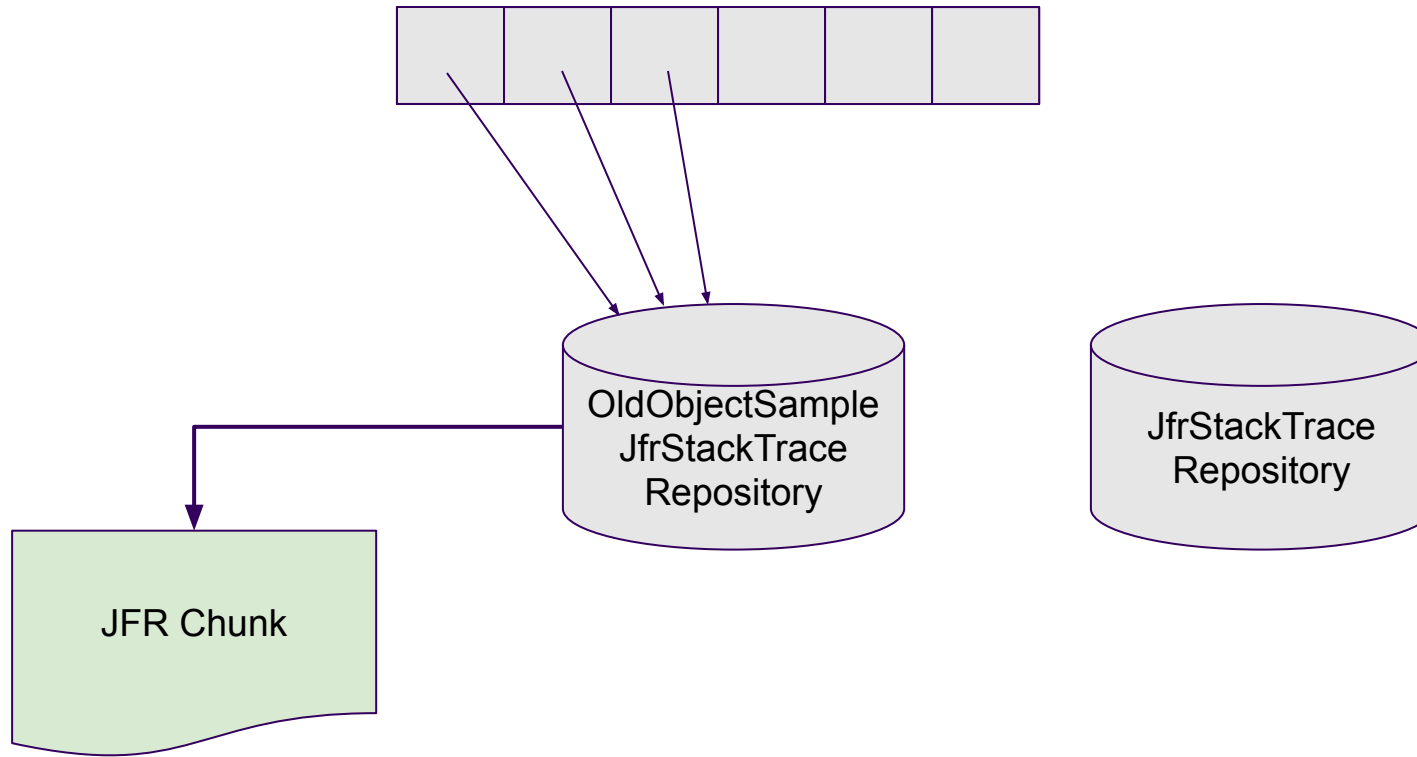 OldObjectSample
JfrStackTrace
Repository
JfrStackTrace
Repository
JFR Chunk